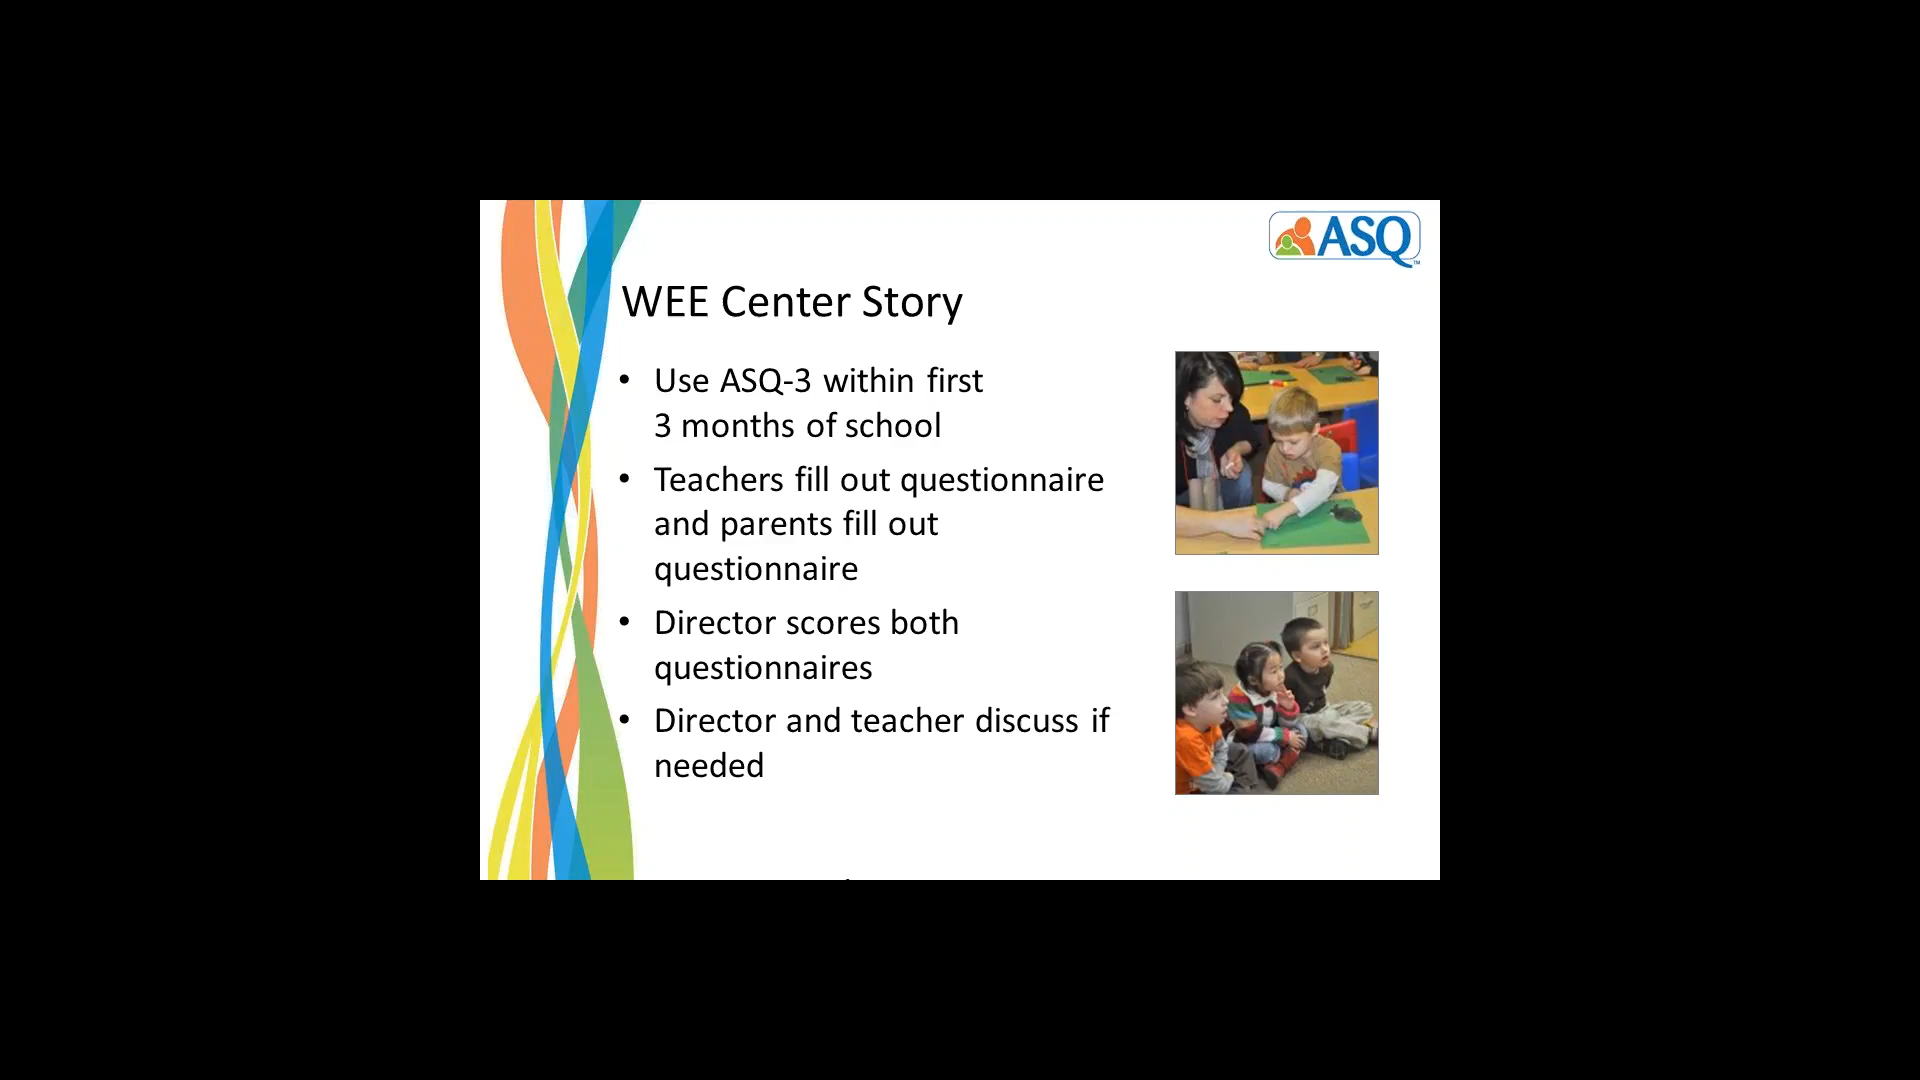 ASQ™
WEE Center Story
• Use ASQ-3 within first
3 months of school
• Teachers fill out questionnaire
and parents fill out
questionnaire
• Director scores both
questionnaires
• Director and teacher discuss if
needed